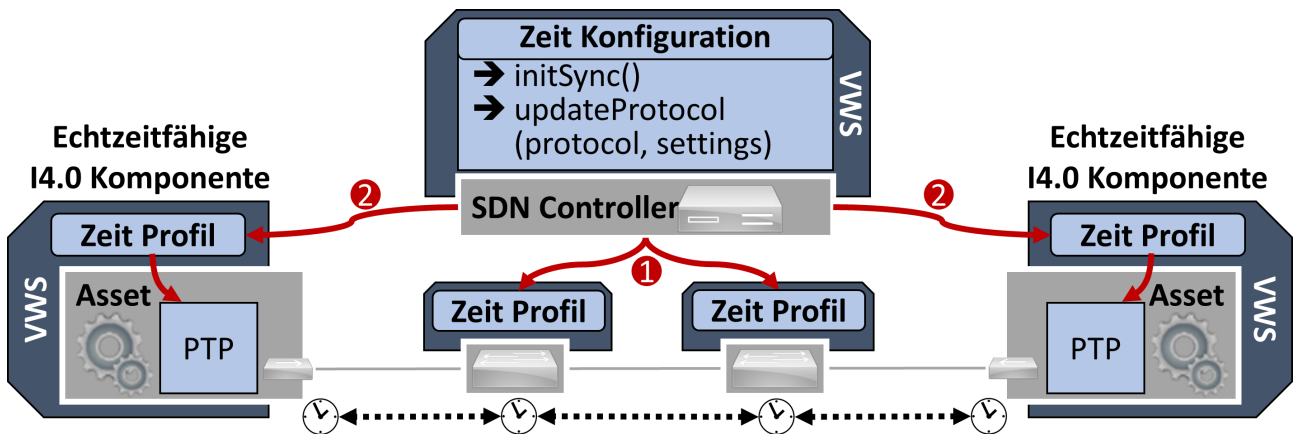 Zeit Konfiguration
➔ initSync()
➔ updateProtocol
(protocol, settings)
VWS
SDN Controller
Echtzeitfähige
I4.0 Komponente
Zeit Profil
VWS
Asset
PTP
2
1
2
Zeit Profil
Zeit Profil
Echtzeitfähige
I4.0 Komponente
Zeit Profil
Asset
PTP
VWS